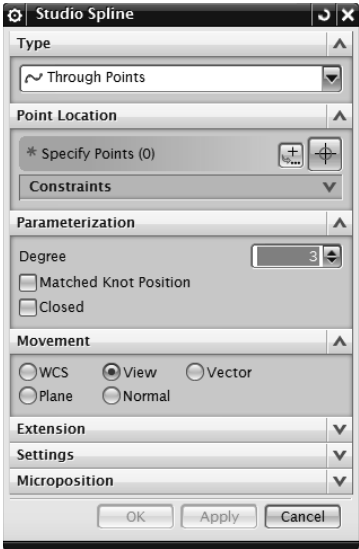 Studio Spline
Type
Through Points
Point Location
* Specify Points (0)
Constraints
Parameterization
Degree 3
Matched Knot Position
Closed
Movement
WCS View Vector
Plane Normal
Extension
Settings
Microposition
OK Apply Cancel